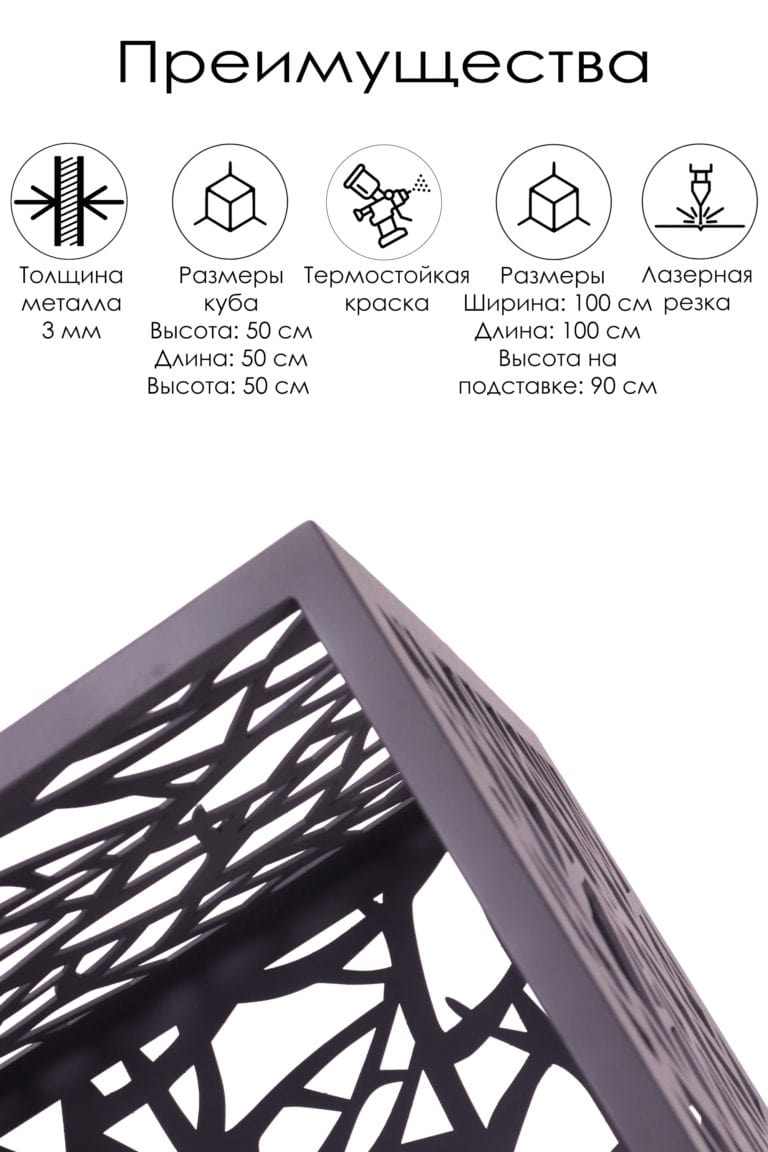 Преимущества
Толщина
металла
3 мм
Размеры
куба
Высота: 50 см
Длина: 50 см
Высота: 50 см
Термостойкая
краска
Размеры
Ширина: 100 см
Длина: 100 см
Высота на
подставке: 90 см
Лазерная
резка